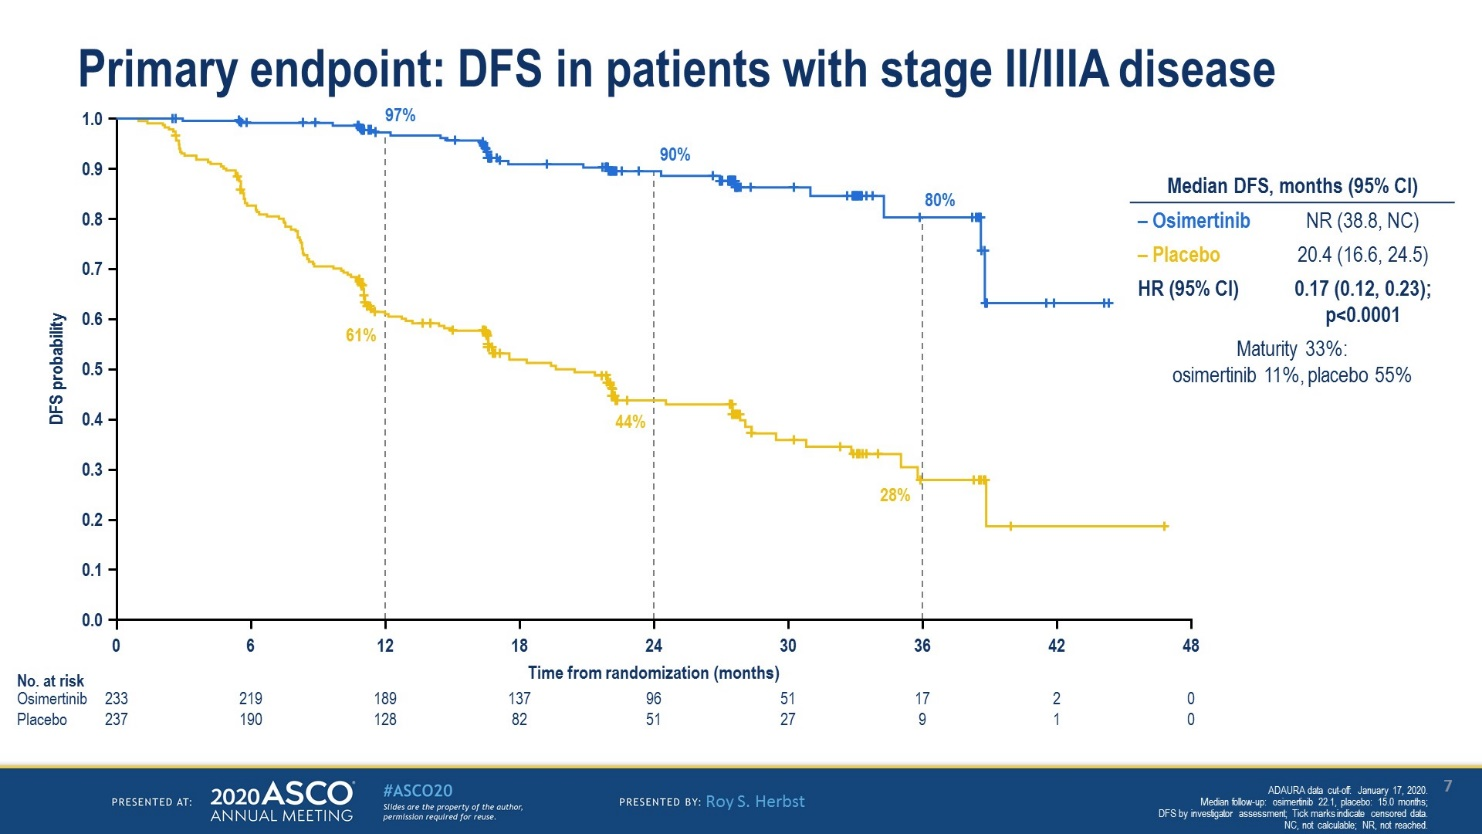 Primary endpoint: DFS in patients with stage II/IIIA disease
1.0
0.9
0.8
0.7
0.6
0.5
0.4
0.3
0.2
0.1
0.0
DFS probability
97%
90%
80%
61%
44%
28%
Median DFS, months (95% CI)
– Osimertinib NR (38.8, NC)
– Placebo 20.4 (16.6, 24.5)
HR (95% CI) 0.17 (0.12, 0.23);
p<0.0001
Maturity 33%:
osimertinib 11%, placebo 55%
0 6 12 18 24 30 36 42 48
Time from randomization (months)
No. at risk
Osimertinib 233 219 189 137 96 51 17 2 0
Placebo 237 190 128 82 51 27 9 1 0
PRESENTED AT:
2020 ASCO
ANNUAL MEETING
#ASCO20
Slides are the property of the author,
permission required for reuse.
PRESENTED BY: Roy S. Herbst
ADAURA data cut-off: January 17, 2020.
Median follow-up: osimertinib 22.1, placebo: 15.0 months;
DFS by investigator assessment; Tick marks indicate censored data.
NC, not calculable; NR, not reached.
7